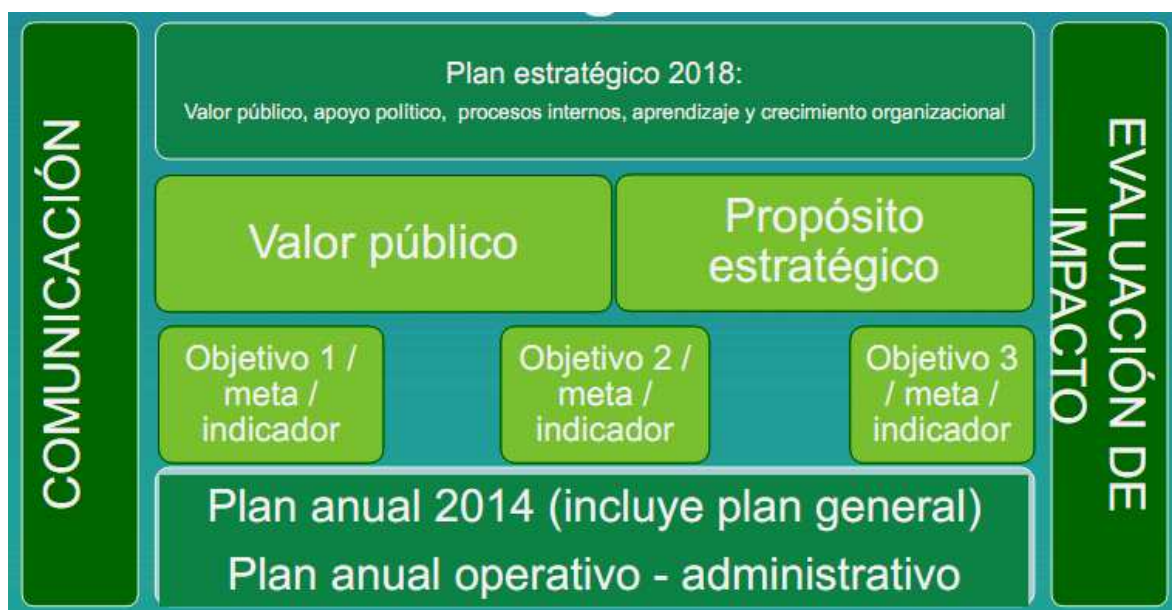 COMUNICACIÓN
Plan estratégico 2018:
Valor público, apoyo político, procesos internos, aprendizaje y crecimiento organizacional
Valor público
Propósito
estratégico
Objetivo 1 /
meta /
indicador
Objetivo 2 /
meta /
indicador
Objetivo 3
/ meta /
indicador
Plan anual 2014 (incluye plan general)
Plan anual operativo - administrativo
EVALUACIÓN DE
IMPACTO